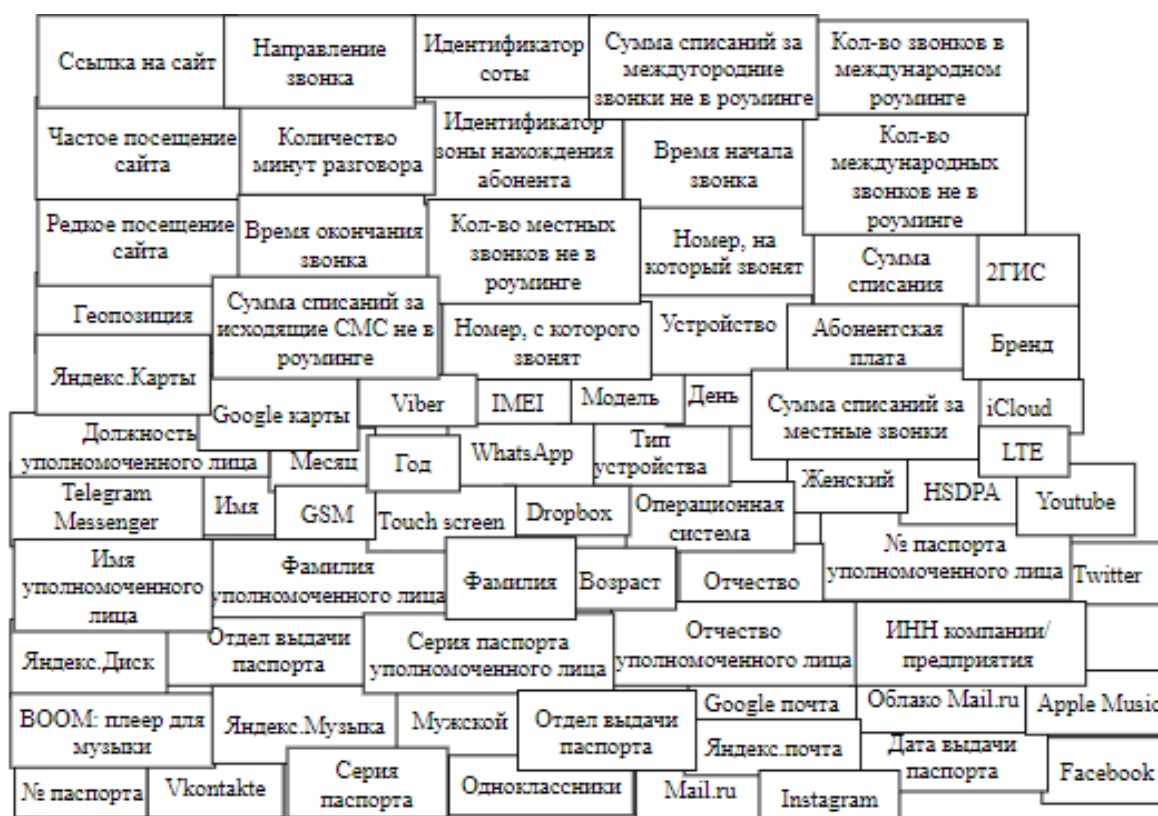 Ссылка на сайт
Направление
звонка
Идентификатор
соты
Сумма списаний за
междугородние
звонки не в роуминге
Кол-во звонков в
международном
роуминге
Частое посещение
сайта
Количество
минут разговора
Идентификатор
зоны нахождения
абонента
Время начала
звонка
Кол-во
международных
звонков не в
роуминге
Редкое посещение
сайта
Время окончания
звонка
Кол-во местных
звонков не в
роуминге
Номер, на
который звонят
Сумма
списания
2ГИС
Геопозиция
Сумма списаний за
исходящие СМС не в
роуминге
Номер, с которого
звонят
Устройство
Абонентская
плата
Бренд
Яндекс.Карты
Google карты
Viber
IMEI
Модель
День
Сумма списаний за
местные звонки
iCloud
Должность
уполномоченного лица
Месяц
Год
WhatsApp
Тип
устройства
LTE
Telegram
Messenger
Имя
GSM
Touch screen
Dropbox
Операционная
система
Женский
HSDPA
Youtube
Имя
уполномоченного
лица
Фамилия
уполномоченного лица
Фамилия
Возраст
Отчество
№ паспорта
уполномоченного лица
Twitter
Яндекс.Диск
Отдел выдачи
паспорта
Серия паспорта
уполномоченного лица
Отчество
уполномоченного лица
ИНН компании/
предприятия
BOOM: плеер для
музыки
Яндекс.Музыка
Мужской
Отдел выдачи
паспорта
Google почта
Облако Mail.ru
Apple Music
Яндекс.почта
Дата выдачи
паспорта
Facebook
№ паспорта
Vkontakte
Серия
паспорта
Одноклассники
Mail.ru
Instagram